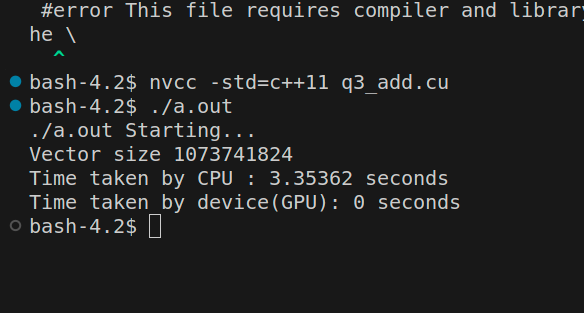 #error This file requires compiler and library
he \
^
bash-4.2$ nvcc -std=c++11 q3_add.cu
bash-4.2$ ./a.out
./a.out Starting...
Vector size 1073741824
Time taken by CPU : 3.35362 seconds
Time taken by device(GPU): 0 seconds
bash-4.2$